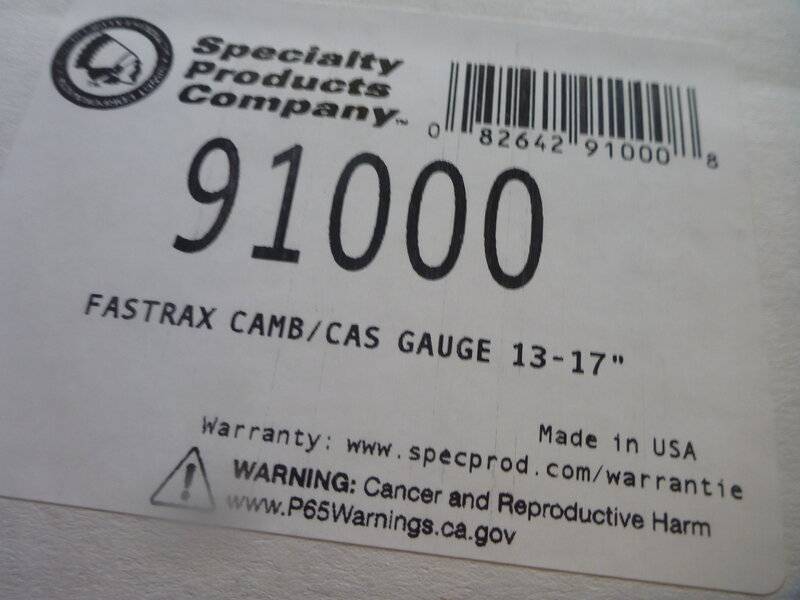 Specialty
Products
Company™
0 82642 91000 8
91000
FASTRAX CAMB/CAS GAUGE 13-17"
Made in USA
Warranty: www.specprod.com/warrantie
WARNING: Cancer and Reproductive Harm
www.P65Warnings.ca.gov